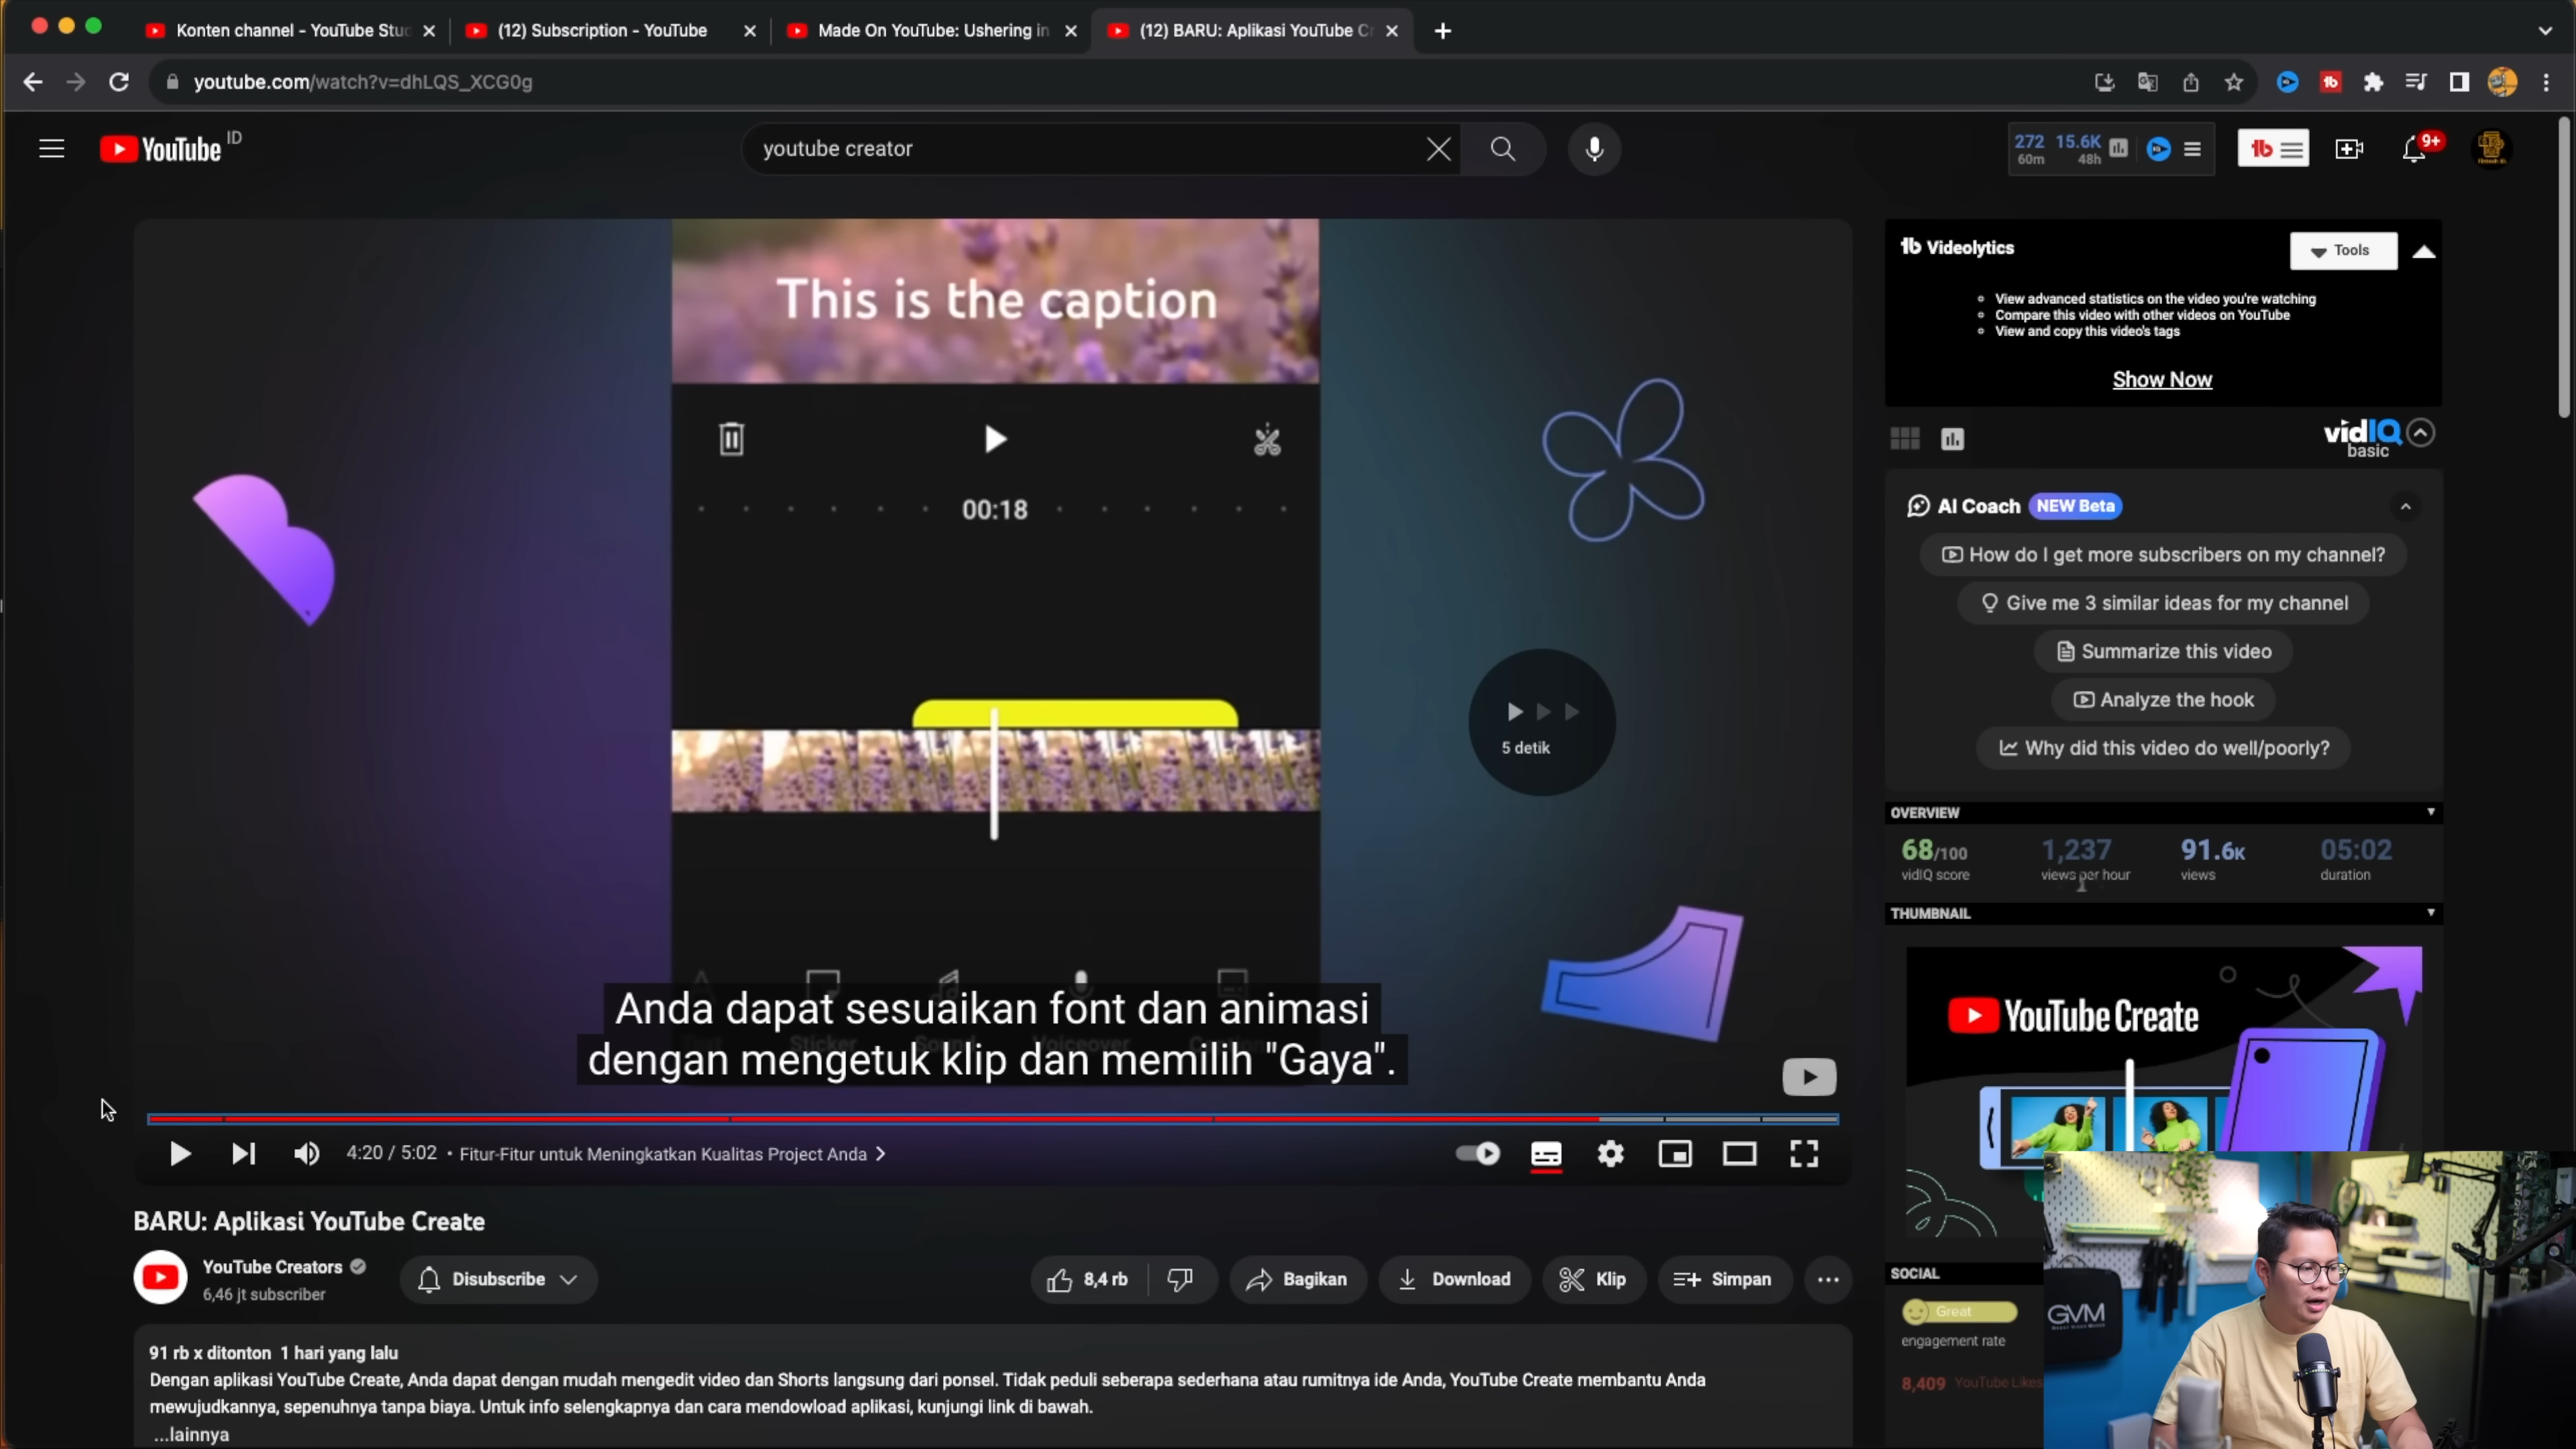 Konten channel - YouTube Stud
(12) Subscription - YouTube
Made On YouTube: Ushering in
(12) BARU: Aplikasi YouTube Cr
youtube.com/watch?v=dhLQS_XCG0g
YouTube ID
youtube creator
272 15.6K
60m 48h
9+
This is the caption
00:18
5 detik
Sticker
Voiceover
Anda dapat sesuaikan font dan animasi
dengan mengetuk klip dan memilih "Gaya".
4:20 / 5:02 • Fitur-Fitur untuk Meningkatkan Kualitas Project Anda
BARU: Aplikasi YouTube Create
YouTube Creators
6,46 jt subscriber
Disubscribe
8,4 rb
Bagikan
Download
Klip
Simpan
91 rb x ditonton 1 hari yang lalu
Dengan aplikasi YouTube Create, Anda dapat dengan mudah mengedit video dan Shorts langsung dari ponsel. Tidak peduli seberapa sederhana atau rumitnya ide Anda, YouTube Create membantu Anda
mewujudkannya, sepenuhnya tanpa biaya. Untuk info selengkapnya dan cara mendowload aplikasi, kunjungi link di bawah.
...lainnya
Videolytics
Tools
View advanced statistics on the video you're watching
Compare this video with other videos on YouTube
View and copy this video's tags
Show Now
vidIQ
basic
AI Coach NEW Beta
How do I get more subscribers on my channel?
Give me 3 similar ideas for my channel
Summarize this video
Analyze the hook
Why did this video do well/poorly?
OVERVIEW
68/100 1,237 91.6K 05:02
vidIQ score views per hour views duration
THUMBNAIL
YouTube Create
SOCIAL
Great
engagement rate
8,409 YouTube Likes
GVM